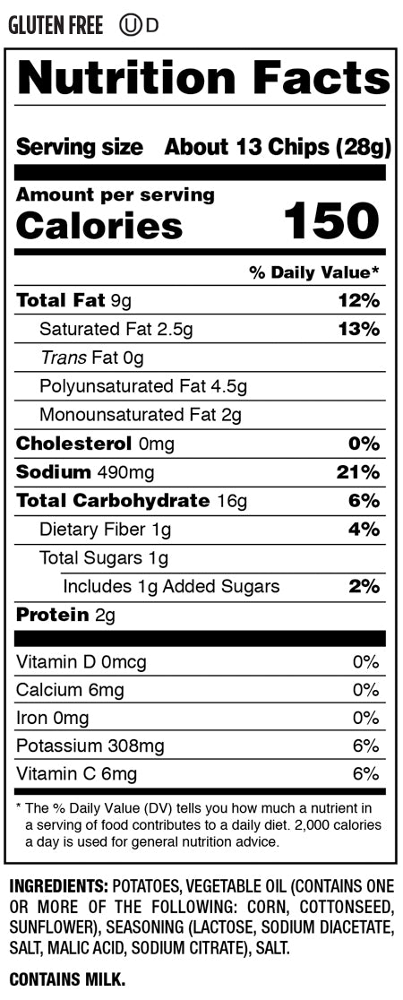 GLUTEN FREE Ⓤ D
Nutrition Facts
Serving size About 13 Chips (28g)
Amount per serving
Calories 150
% Daily Value*
Total Fat 9g 12%
Saturated Fat 2.5g 13%
Trans Fat 0g
Polyunsaturated Fat 4.5g
Monounsaturated Fat 2g
Cholesterol 0mg 0%
Sodium 490mg 21%
Total Carbohydrate 16g 6%
Dietary Fiber 1g 4%
Total Sugars 1g
Includes 1g Added Sugars 2%
Protein 2g
Vitamin D 0mcg 0%
Calcium 6mg 0%
Iron 0mg 0%
Potassium 308mg 6%
Vitamin C 6mg 6%
* The % Daily Value (DV) tells you how much a nutrient in
a serving of food contributes to a daily diet. 2,000 calories
a day is used for general nutrition advice.
INGREDIENTS: POTATOES, VEGETABLE OIL (CONTAINS ONE
OR MORE OF THE FOLLOWING: CORN, COTTONSEED,
SUNFLOWER), SEASONING (LACTOSE, SODIUM DIACETATE,
SALT, MALIC ACID, SODIUM CITRATE), SALT.
CONTAINS MILK.